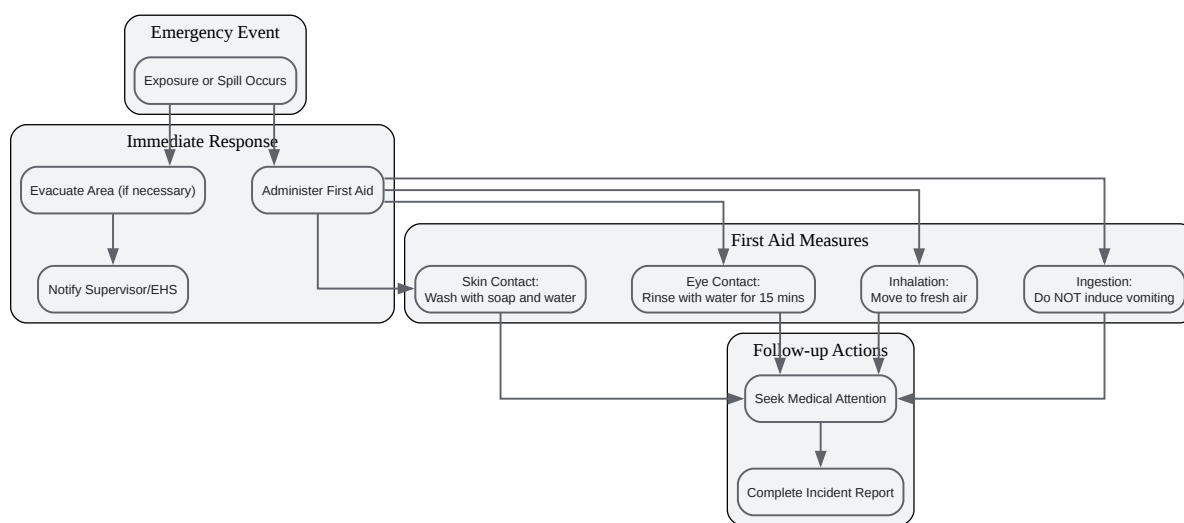 Emergency Event
Exposure or Spill Occurs
Immediate Response
Evacuate Area (if necessary)
Administer First Aid
Notify Supervisor/EHS
First Aid Measures
Skin Contact:
Wash with soap and water
Eye Contact:
Rinse with water for 15 mins
Inhalation:
Move to fresh air
Ingestion:
Do NOT induce vomiting
Follow-up Actions
Seek Medical Attention
Complete Incident Report